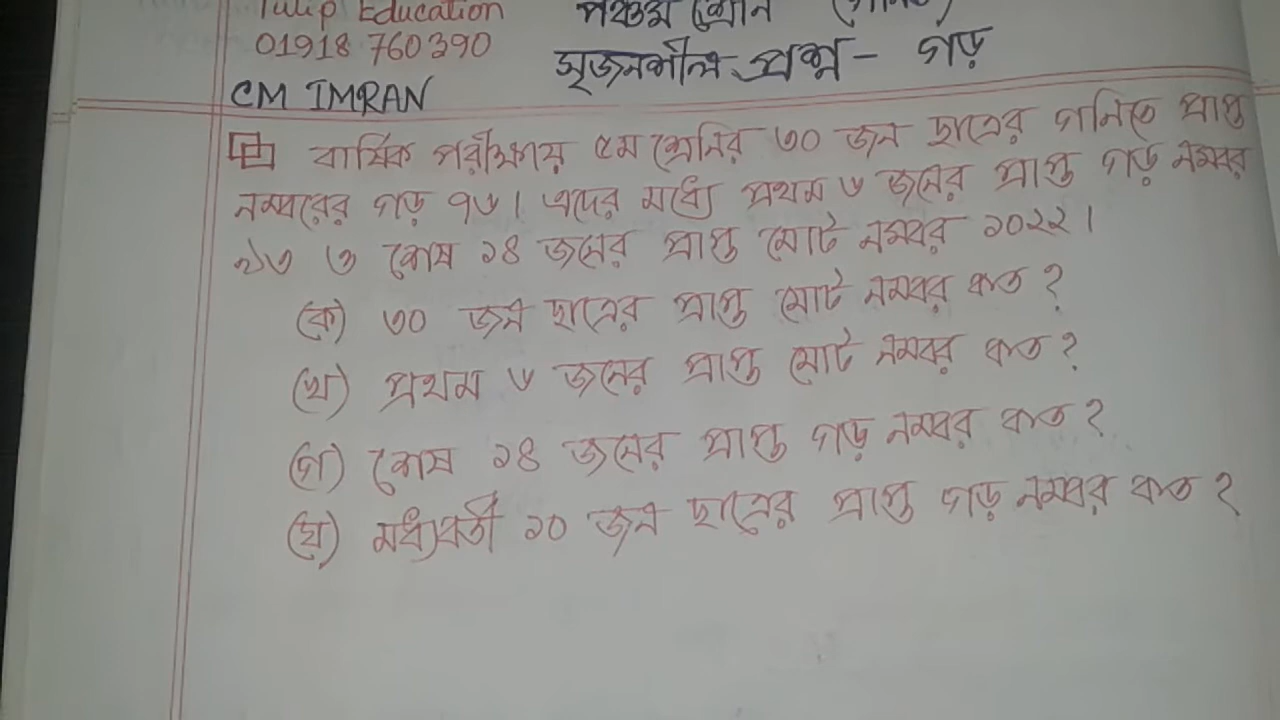 Tulip Education
01918 760390
CM IMRAN
পঞ্চম শ্রেনি (গনিত)
সৃজনশীল প্রশ্ন - গড়
বার্ষিক পরীক্ষায় ৫ম শ্রেনির ৩০ জন ছাত্রের গনিতে প্রাপ্ত
নম্বরের গড় ৭৬। এদের মধ্যে প্রথম ৬ জনের প্রাপ্ত গড় নম্বর
৯৩ ও শেষ ১৪ জনের প্রাপ্ত মোট নম্বর ১০২২।
(ক) ৩০ জন ছাত্রের প্রাপ্ত মোট নম্বর কত?
(খ) প্রথম ৬ জনের প্রাপ্ত মোট নম্বর কত?
(গ) শেষ ১৪ জনের প্রাপ্ত গড় নম্বর কত?
(ঘ) মধ্যবর্তী ১০ জন ছাত্রের প্রাপ্ত গড় নম্বর কত?